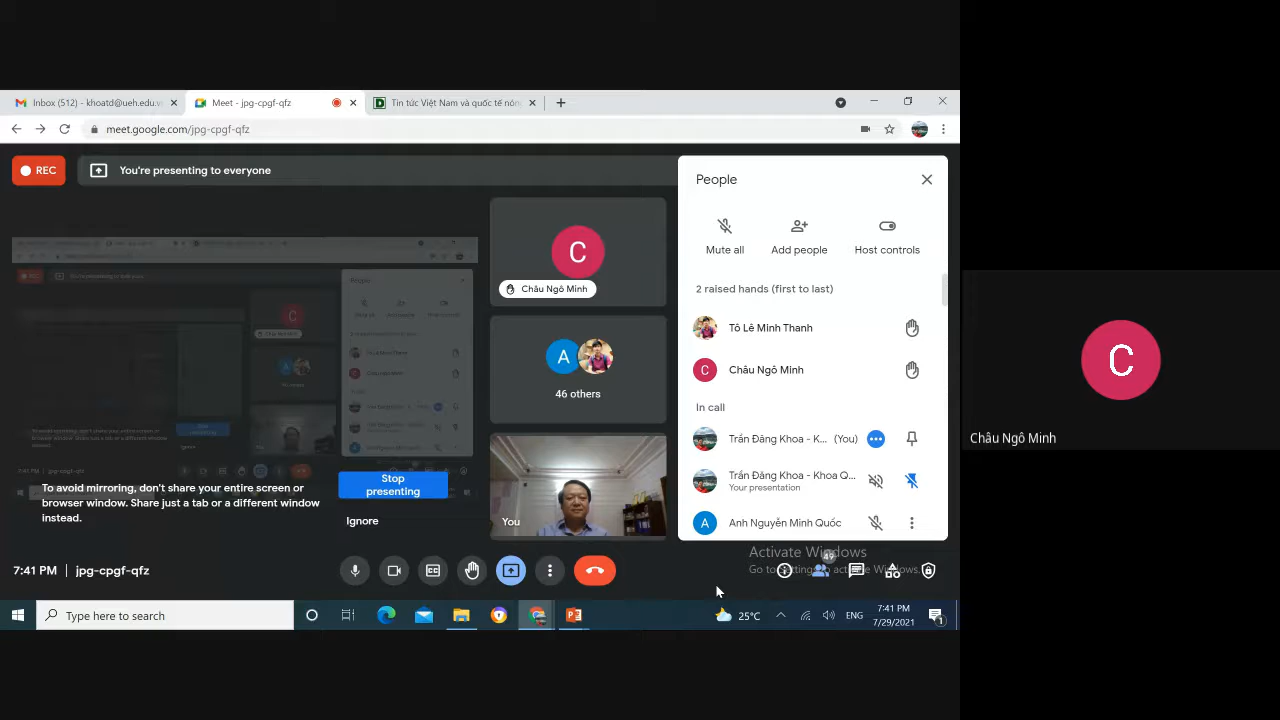 Inbox (512) - khoatd@ueh.edu.v
Meet - jpg-cpgf-qfz
Tin tức Việt Nam và quốc tế nón
meet.google.com/jpg-cpgf-qfz
REC
You're presenting to everyone
People
Mute all
Add people
Host controls
2 raised hands (first to last)
Tô Lê Minh Thanh
C
Châu Ngô Minh
In call
Trần Đăng Khoa - K... (You)
Trần Đăng Khoa - Khoa Q...
Your presentation
A
Anh Nguyễn Minh Quốc
C
Châu Ngô Minh
A
46 others
You
To avoid mirroring, don't share your entire screen or
browser window. Share just a tab or a different window
instead.
Stop
presenting
Ignore
7:41 PM | jpg-cpgf-qfz
Activate Windows
49
Type here to search
25°C
ENG
7:41 PM
7/29/2021
1
C
Châu Ngô Minh